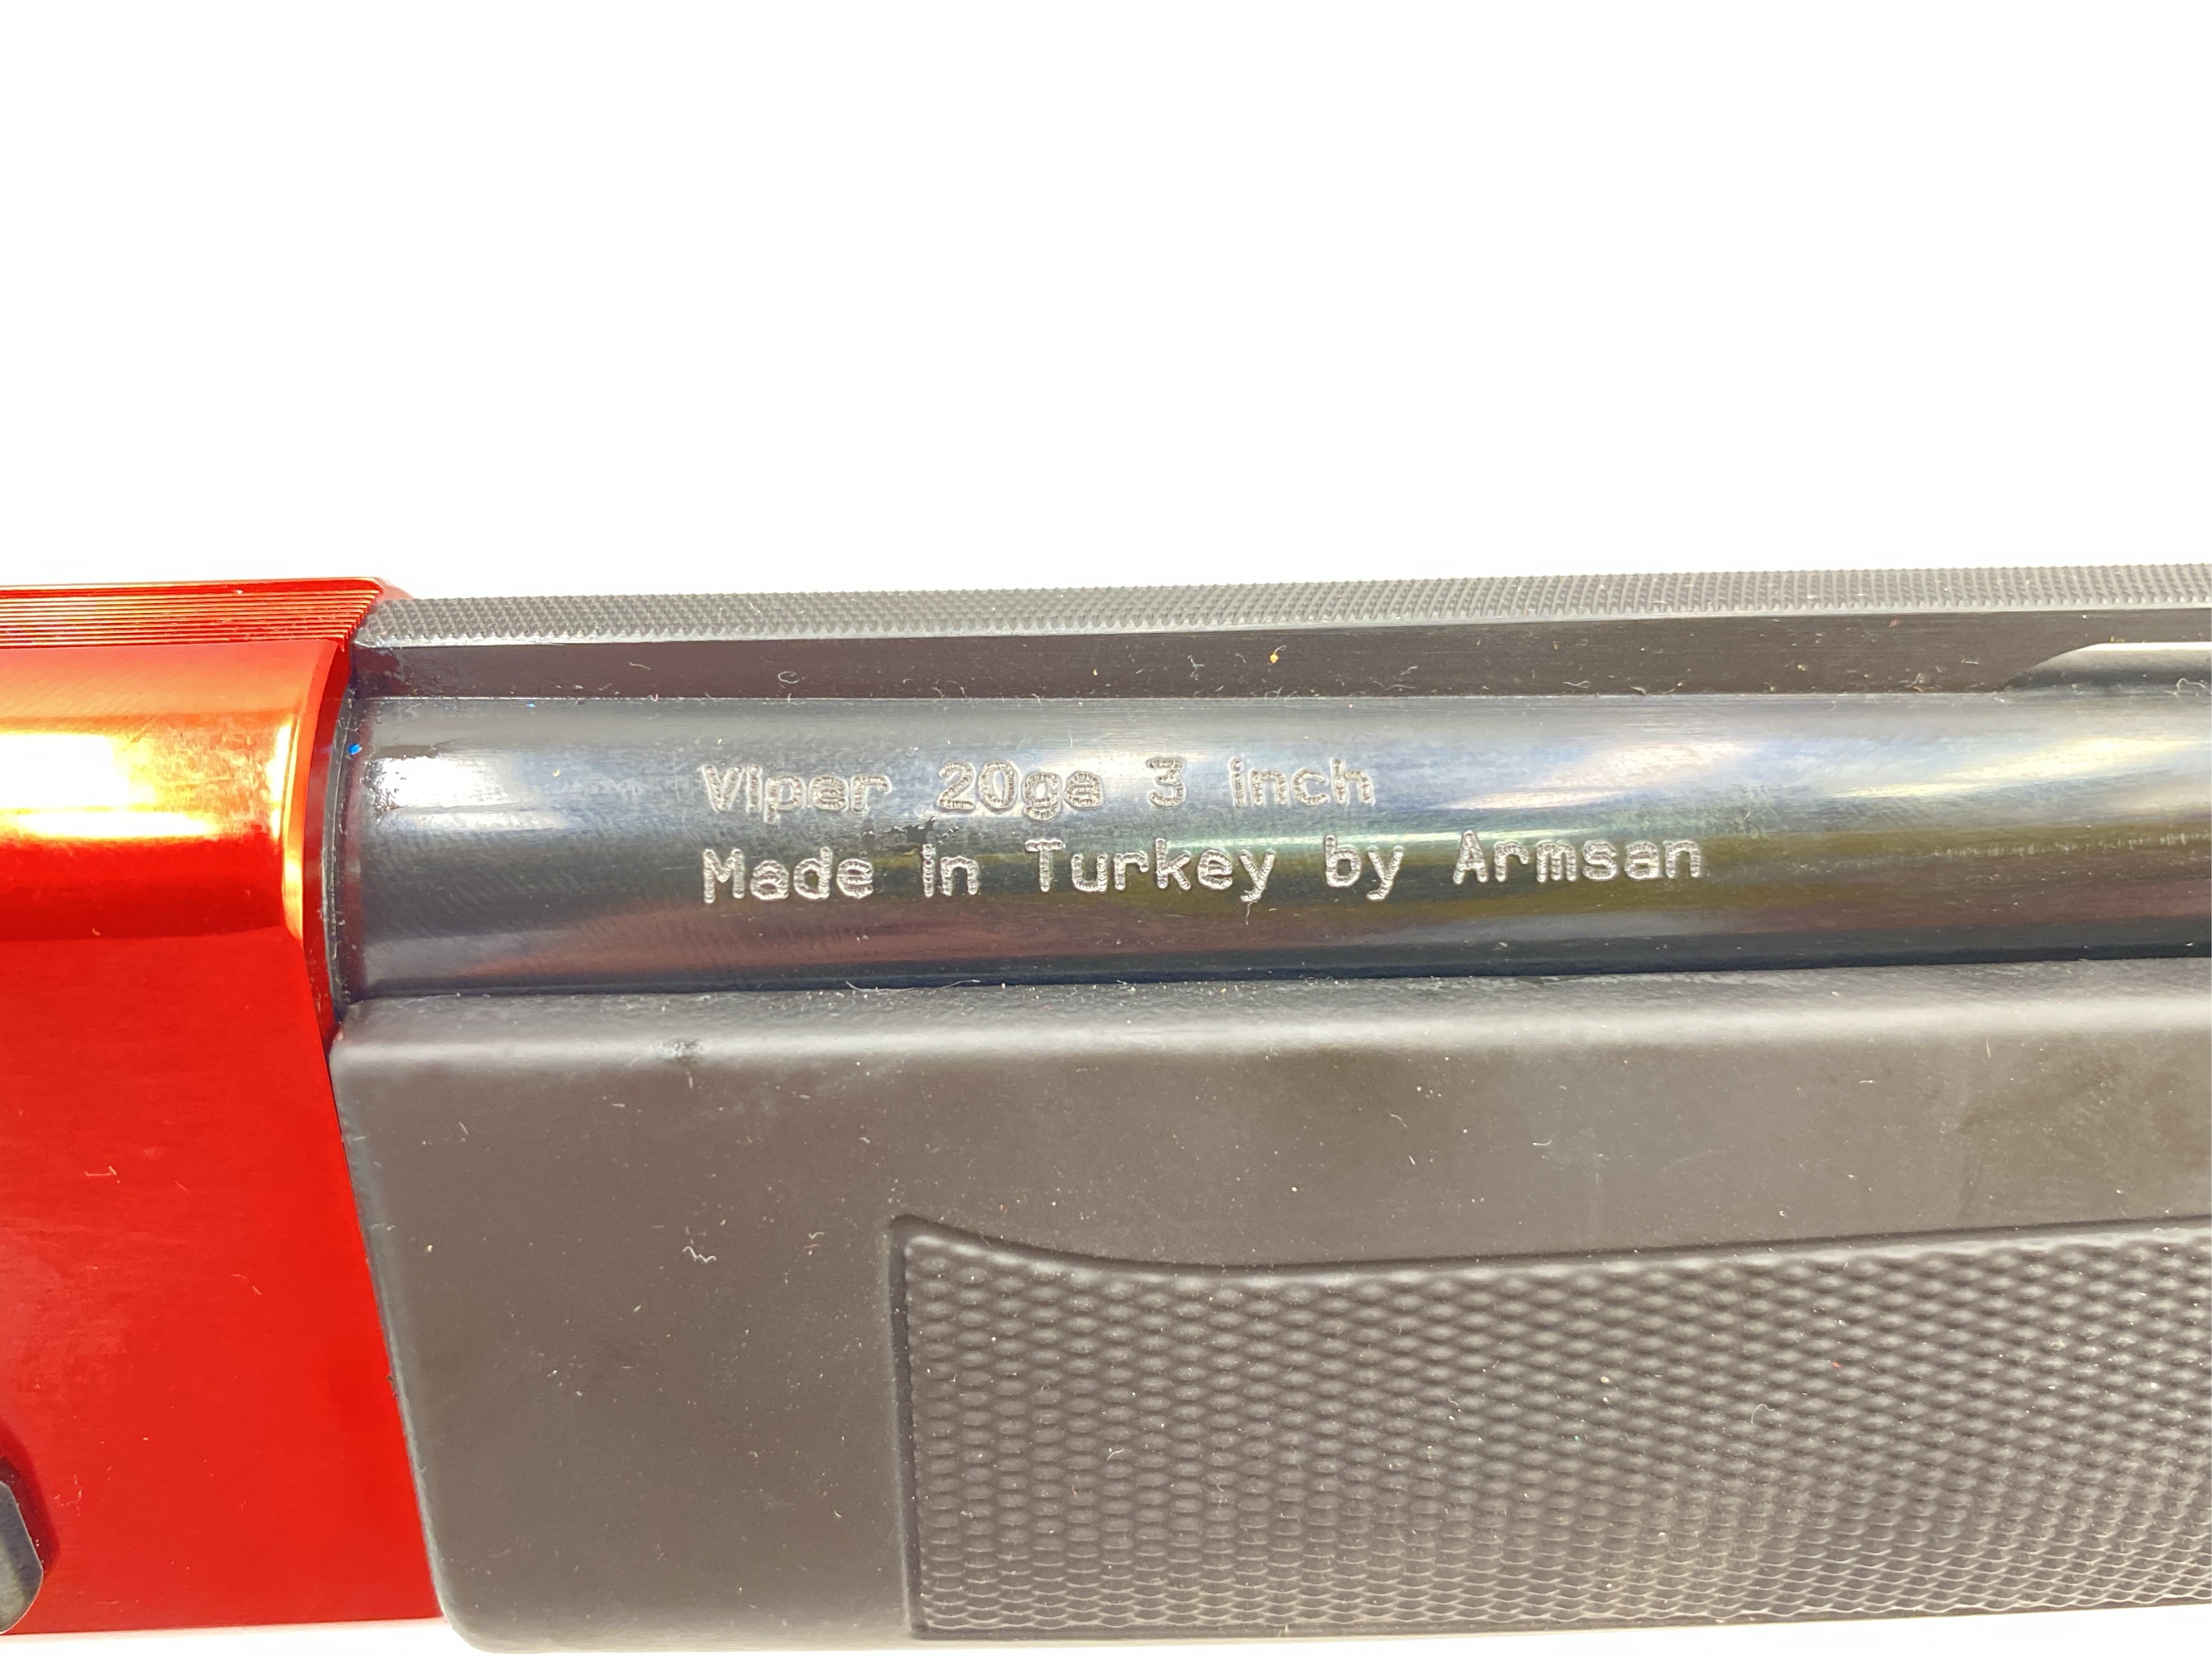 Viper 20ga 3 inch
Made in Turkey by Armsan